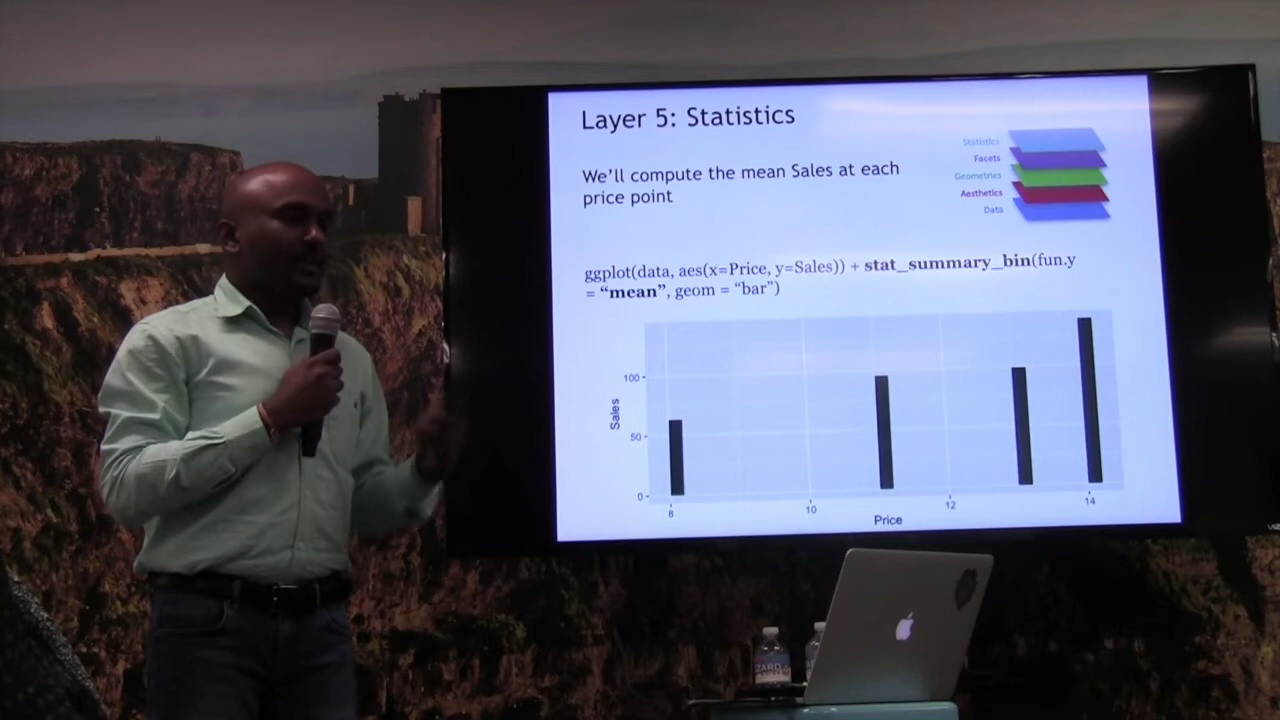 Layer 5: Statistics
We'll compute the mean Sales at each
price point
Statistics
Facets
Geometries
Aesthetics
Data
ggplot(data, aes(x=Price, y=Sales)) + stat_summary_bin(fun.y
= “mean”, geom = “bar”)
Sales
100
50
0
8
10
12
14
Price